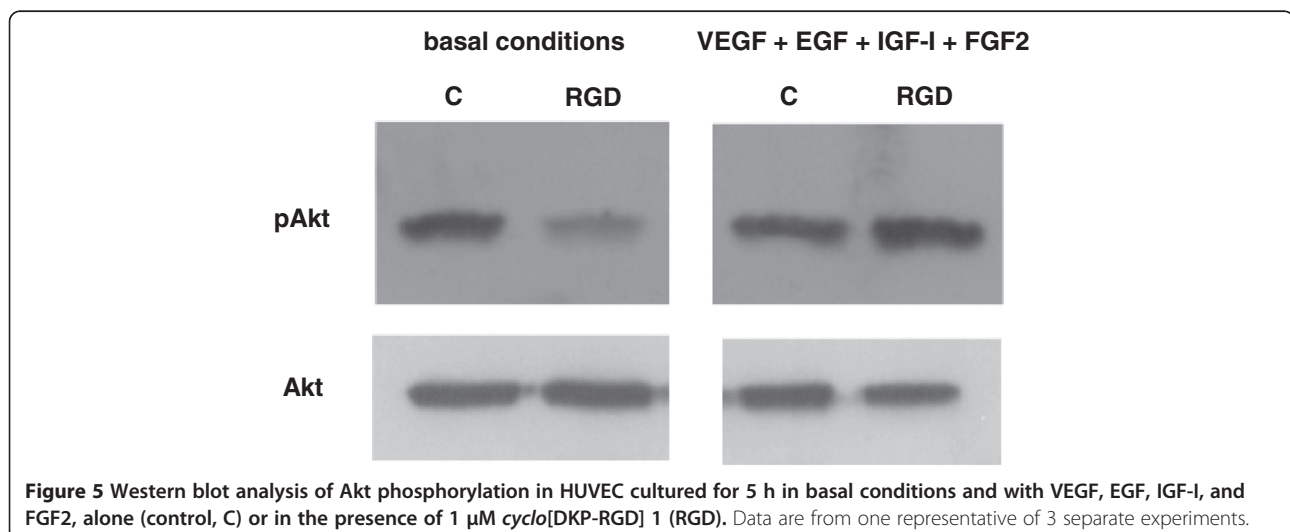 basal conditions VEGF + EGF + IGF-I + FGF2
C RGD C RGD
pAkt
Akt
Figure 5 Western blot analysis of Akt phosphorylation in HUVEC cultured for 5 h in basal conditions and with VEGF, EGF, IGF-I, and
FGF2, alone (control, C) or in the presence of 1 μM cyclo[DKP-RGD] 1 (RGD). Data are from one representative of 3 separate experiments.